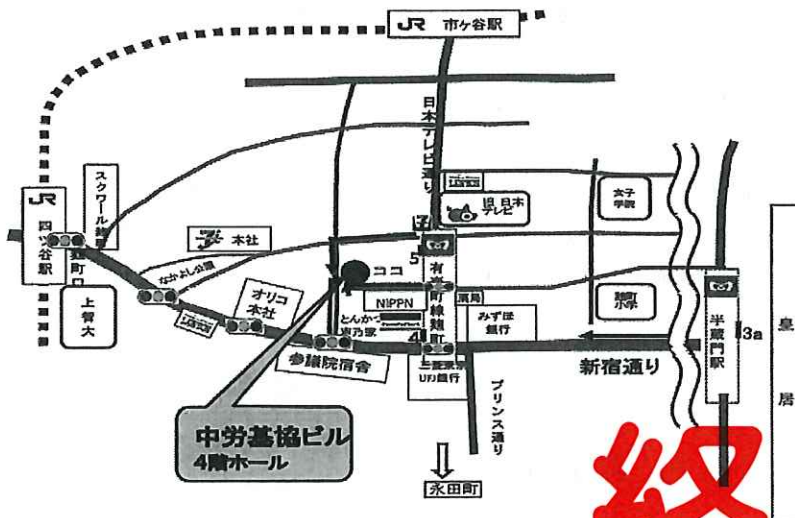 JR 市ヶ谷駅
日本テレビ通り
JR
四ツ谷駅
スクワール麹町
麹町口
上智大
本社
なかよし公園
オリコ
本社
参議院宿舎
ココ
NIPPN
とんかつ
5
4
有楽町線麹町
薬局
みずほ
銀行
三菱東京
UFJ銀行
旧 日本
テレビ
女子
学院
麹町
小学
新宿通り
プリンス通り
永田町
半蔵門駅
3a
皇居
中労基協ビル
4階ホール